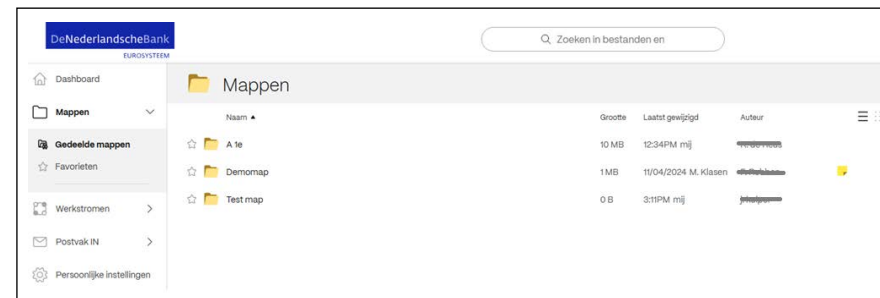 DeNederlandscheBank
EUROSYSTEEM
Zoeken in bestanden en
Dashboard
Mappen
Gedeelde mappen
Favorieten
Werkstromen
Postvak IN
Persoonlijke instellingen
Mappen
Naam ▲ Grootte Laatst gewijzigd Auteur
A 1e 10 MB 12:34PM mij
Demomap 1 MB 11/04/2024 M. Klasen
Test map 0 B 3:11PM mij